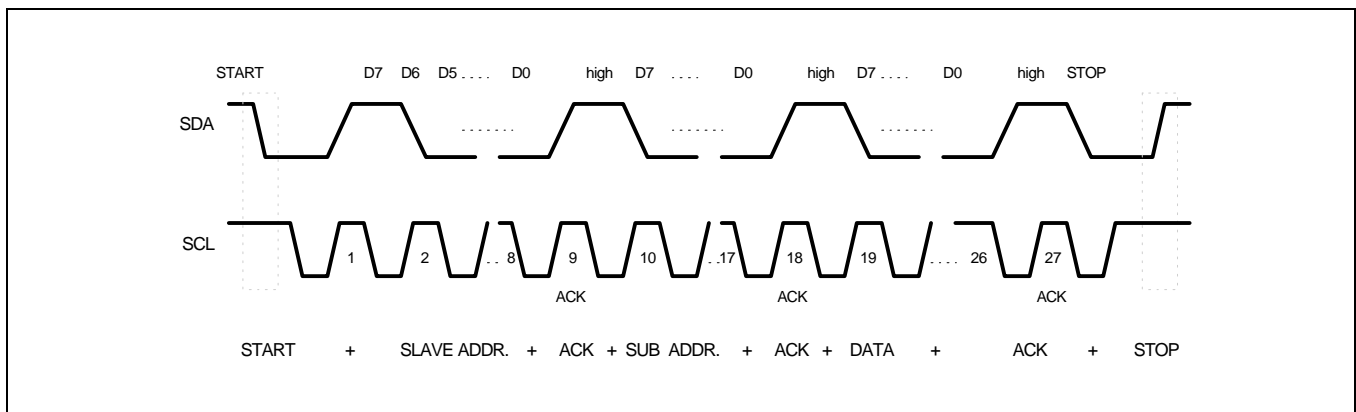 START D7 D6 D5 . . . . D0 high D7 . . . . D0 high D7 . . . . D0 high STOP
SDA . . . . . . . . . . . . . . . . . . . . .
SCL 1 2 . . 8 9 10 . . 17 18 19 . . . . 26 27
ACK ACK ACK
START + SLAVE ADDR. + ACK + SUB ADDR. + ACK + DATA + ACK + STOP